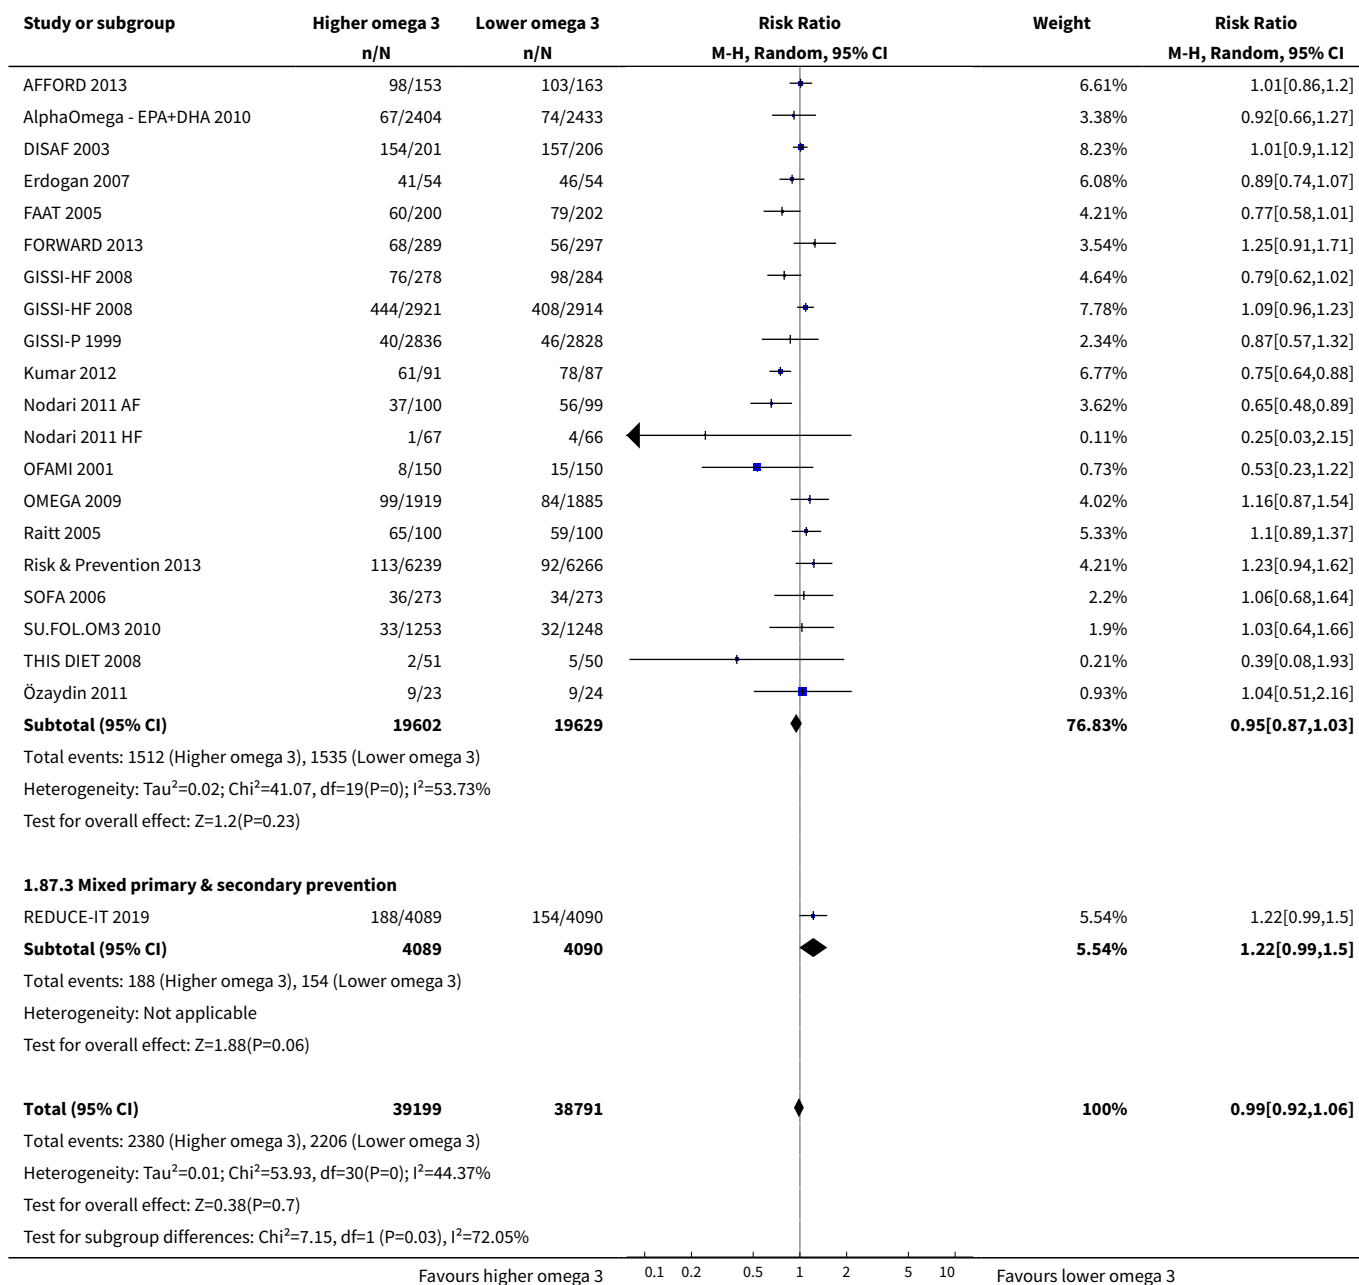 Study or subgroup Higher omega 3 Lower omega 3 Risk Ratio Weight Risk Ratio
n/N n/N M-H, Random, 95% CI M-H, Random, 95% CI
AFFORD 2013 98/153 103/163 6.61% 1.01[0.86,1.2]
AlphaOmega - EPA+DHA 2010 67/2404 74/2433 3.38% 0.92[0.66,1.27]
DISAF 2003 154/201 157/206 8.23% 1.01[0.9,1.12]
Erdogan 2007 41/54 46/54 6.08% 0.89[0.74,1.07]
FAAT 2005 60/200 79/202 4.21% 0.77[0.58,1.01]
FORWARD 2013 68/289 56/297 3.54% 1.25[0.91,1.71]
GISSI-HF 2008 76/278 98/284 4.64% 0.79[0.62,1.02]
GISSI-HF 2008 444/2921 408/2914 7.78% 1.09[0.96,1.23]
GISSI-P 1999 40/2836 46/2828 2.34% 0.87[0.57,1.32]
Kumar 2012 61/91 78/87 6.77% 0.75[0.64,0.88]
Nodari 2011 AF 37/100 56/99 3.62% 0.65[0.48,0.89]
Nodari 2011 HF 1/67 4/66 0.11% 0.25[0.03,2.15]
OFAMI 2001 8/150 15/150 0.73% 0.53[0.23,1.22]
OMEGA 2009 99/1919 84/1885 4.02% 1.16[0.87,1.54]
Raitt 2005 65/100 59/100 5.33% 1.1[0.89,1.37]
Risk & Prevention 2013 113/6239 92/6266 4.21% 1.23[0.94,1.62]
SOFA 2006 36/273 34/273 2.2% 1.06[0.68,1.64]
SU.FOL.OM3 2010 33/1253 32/1248 1.9% 1.03[0.64,1.66]
THIS DIET 2008 2/51 5/50 0.21% 0.39[0.08,1.93]
Özaydin 2011 9/23 9/24 0.93% 1.04[0.51,2.16]
Subtotal (95% CI) 19602 19629 76.83% 0.95[0.87,1.03]
Total events: 1512 (Higher omega 3), 1535 (Lower omega 3)
Heterogeneity: Tau²=0.02; Chi²=41.07, df=19(P=0); I²=53.73%
Test for overall effect: Z=1.2(P=0.23)
1.87.3 Mixed primary & secondary prevention
REDUCE-IT 2019 188/4089 154/4090 5.54% 1.22[0.99,1.5]
Subtotal (95% CI) 4089 4090 5.54% 1.22[0.99,1.5]
Total events: 188 (Higher omega 3), 154 (Lower omega 3)
Heterogeneity: Not applicable
Test for overall effect: Z=1.88(P=0.06)
Total (95% CI) 39199 38791 100% 0.99[0.92,1.06]
Total events: 2380 (Higher omega 3), 2206 (Lower omega 3)
Heterogeneity: Tau²=0.01; Chi²=53.93, df=30(P=0); I²=44.37%
Test for overall effect: Z=0.38(P=0.7)
Test for subgroup differences: Chi²=7.15, df=1 (P=0.03), I²=72.05%
Favours higher omega 3 0.1 0.2 0.5 1 2 5 10 Favours lower omega 3